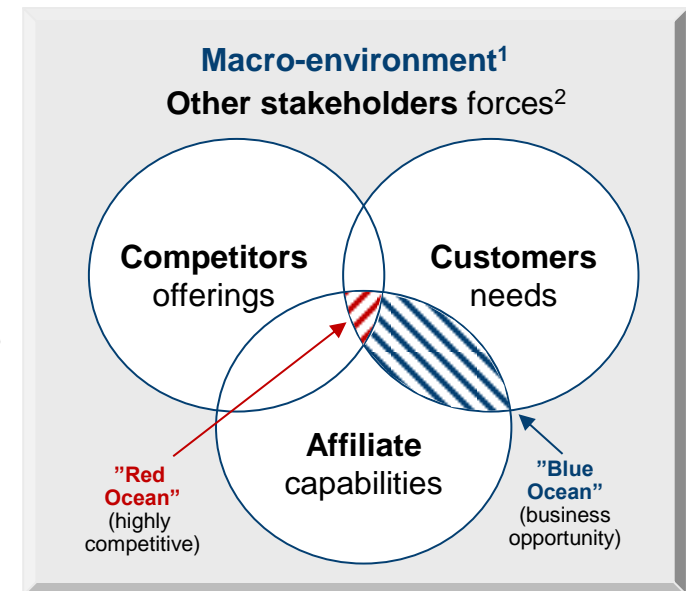 Macro-environment¹
Other stakeholders forces²
Competitors
offerings
Customers
needs
Affiliate
capabilities
”Red
Ocean”
(highly
competitive)
”Blue
Ocean”
(business
opportunity)